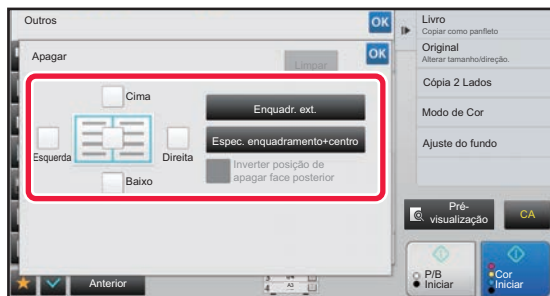 Outros
OK
Apagar
Limpar
OK
Cima
Esquerda
Direita
Baixo
Enquadr. ext.
Espec. enquadramento+centro
Inverter posição de
apagar face posterior
Anterior
Livro
Copiar como panfleto
Original
Alterar tamanho/direção.
Cópia 2 Lados
Modo de Cor
Ajuste do fundo
Pré-
visualização
CA
P/B
Iniciar
Cor
Iniciar